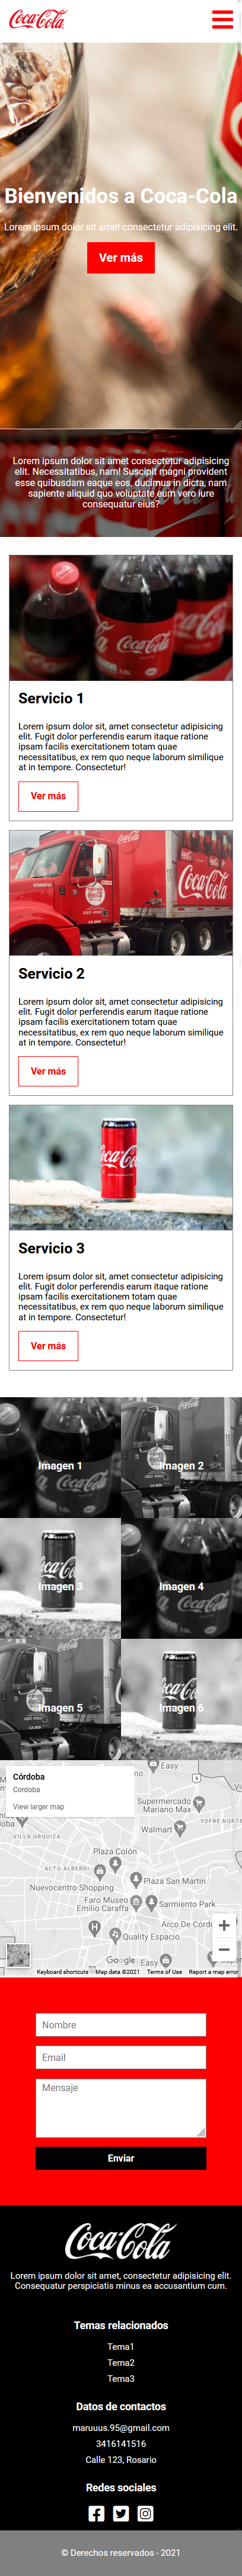 Coca-Cola
Bienvenidos a Coca-Cola
Lorem ipsum dolor sit amet consectetur adipisicing elit.
Ver más
Lorem ipsum dolor sit amet consectetur adipisicing
elit. Necessitatibus, nam! Suscipit magni provident
esse quibusdam eaque eos, ducimus in dicta, nam
sapiente aliquid quo voluptate eum vero iure
consequatur eius?
Servicio 1
Lorem ipsum dolor sit, amet consectetur adipisicing
elit. Fugit dolor perferendis earum itaque ratione
ipsam facilis exercitationem totam quae
necessitatibus, ex rem quo neque laborum similique
at in tempore. Consectetur!
Ver más
Coca-Cola
Servicio 2
Lorem ipsum dolor sit, amet consectetur adipisicing
elit. Fugit dolor perferendis earum itaque ratione
ipsam facilis exercitationem totam quae
necessitatibus, ex rem quo neque laborum similique
at in tempore. Consectetur!
Ver más
Servicio 3
Lorem ipsum dolor sit, amet consectetur adipisicing
elit. Fugit dolor perferendis earum itaque ratione
ipsam facilis exercitationem totam quae
necessitatibus, ex rem quo neque laborum similique
at in tempore. Consectetur!
Ver más
Imagen 1
Imagen 2
Imagen 3
Imagen 4
Imagen 5
Imagen 6
Córdoba
Cordoba
View larger map
Easy
Supermercado
Mariano Max
YOFRE NORTE
Walmart
VILLA URQUIZA
Plaza Colón
ALTO ALBERDI
Nuevocentro Shopping
Plaza San Martin
Faro Museo
Emilio Caraffa
Sarmiento Park
Arco De Córdo
Quality Espacio
Google
Easy
Super
Keyboard shortcuts
Map data ©2021
Terms of Use
Report a map error
Nombre
Email
Mensaje
Enviar
Coca-Cola
Lorem ipsum dolor sit amet, consectetur adipisicing elit.
Consequatur perspiciatis minus ea accusantium cum.
Temas relacionados
Tema1
Tema2
Tema3
Datos de contactos
maruuus.95@gmail.com
3416141516
Calle 123, Rosario
Redes sociales
© Derechos reservados - 2021